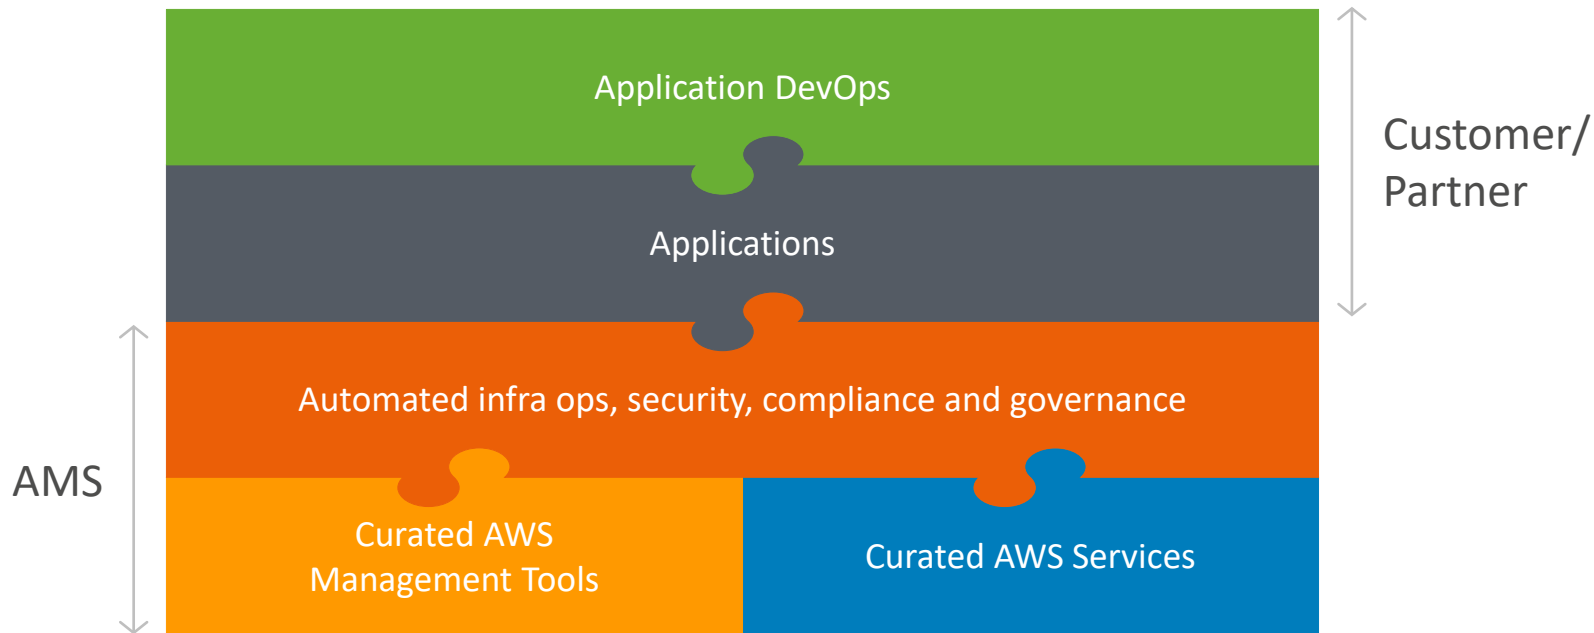 Application DevOps
Customer/
Partner
Applications
Automated infra ops, security, compliance and governance
AMS
Curated AWS
Management Tools
Curated AWS Services